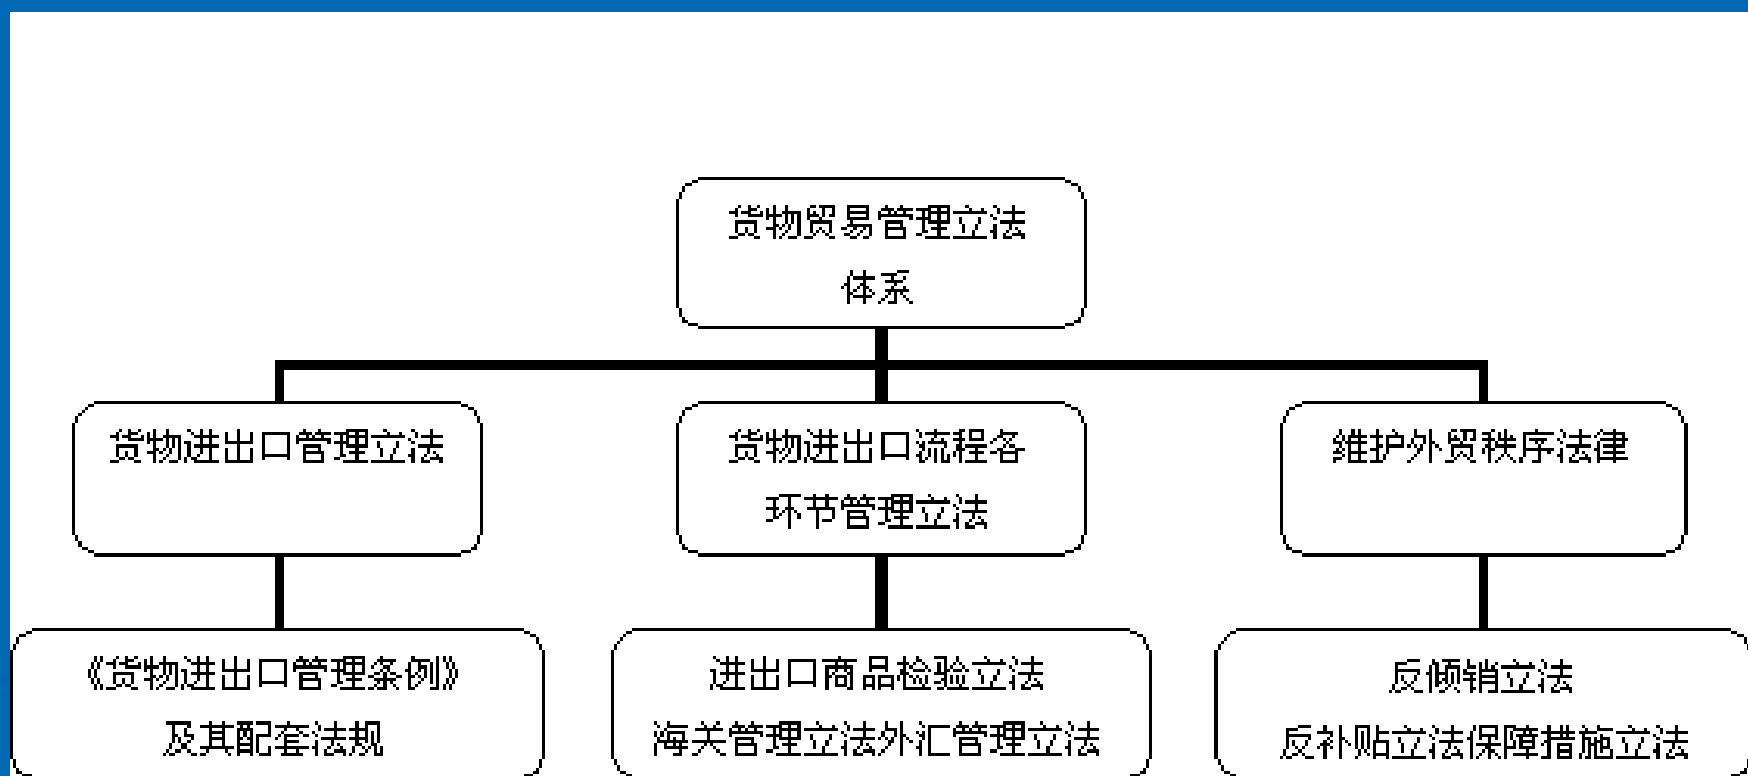 货物贸易管理立法
体系
货物进出口管理立法
货物进出口流程各
环节管理立法
维护外贸秩序法律
《货物进出口管理条例》
及其配套法规
进出口商品检验立法
海关管理立法外汇管理立法
反倾销立法
反补贴立法保障措施立法